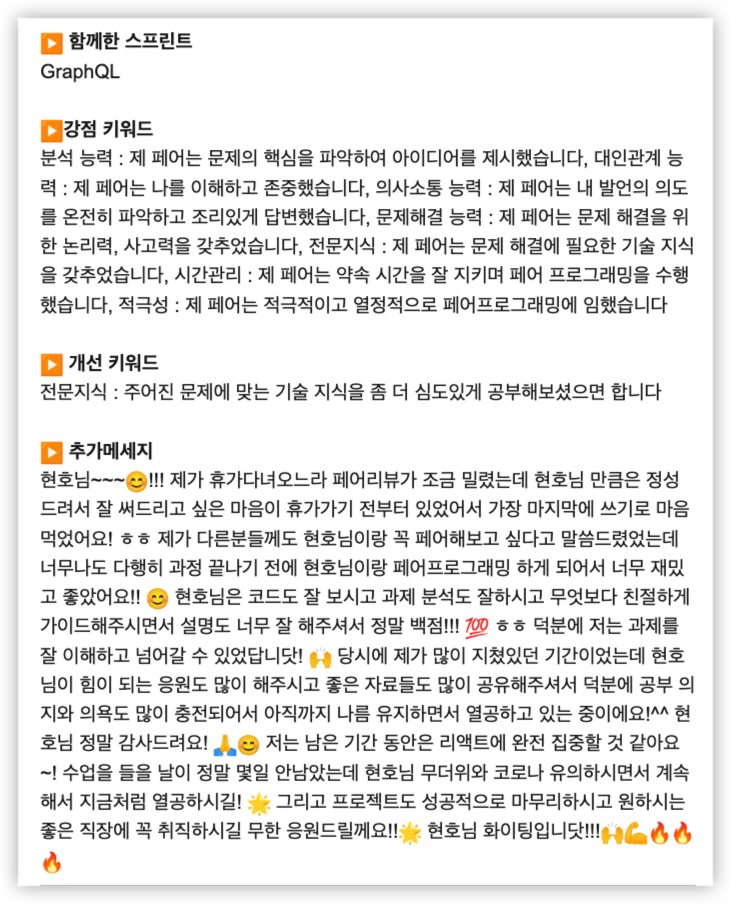 ▶️ 함께한 스프린트
GraphQL
▶️강점 키워드
분석 능력 : 제 페어는 문제의 핵심을 파악하여 아이디어를 제시했습니다, 대인관계 능
력 : 제 페어는 나를 이해하고 존중했습니다, 의사소통 능력 : 제 페어는 내 발언의 의도
를 온전히 파악하고 조리있게 답변했습니다, 문제해결 능력 : 제 페어는 문제 해결을 위
한 논리력, 사고력을 갖추었습니다, 전문지식 : 제 페어는 문제 해결에 필요한 기술 지식
을 갖추었습니다, 시간관리 : 제 페어는 약속 시간을 잘 지키며 페어 프로그래밍을 수행
했습니다, 적극성 : 제 페어는 적극적이고 열정적으로 페어프로그래밍에 임했습니다
▶️ 개선 키워드
전문지식 : 주어진 문제에 맞는 기술 지식을 좀 더 심도있게 공부해보셨으면 합니다
▶️ 추가메세지
현호님~~~😊!!! 제가 휴가다녀오느라 페어리뷰가 조금 밀렸는데 현호님 만큼은 정성
드려서 잘 써드리고 싶은 마음이 휴가가기 전부터 있었어서 가장 마지막에 쓰기로 마음
먹었어요! ㅎㅎ 제가 다른분들께도 현호님이랑 꼭 페어해보고 싶다고 말씀드렸었는데
너무나도 다행히 과정 끝나기 전에 현호님이랑 페어프로그래밍 하게 되어서 너무 재밌
고 좋았어요!! 😊 현호님은 코드도 잘 보시고 과제 분석도 잘하시고 무엇보다 친절하게
가이드해주시면서 설명도 너무 잘 해주셔서 정말 백점!!! 💯 ㅎㅎ 덕분에 저는 과제를
잘 이해하고 넘어갈 수 있었답니닷! 🙌 당시에 제가 많이 지쳤있던 기간이었는데 현호
님이 힘이 되는 응원도 많이 해주시고 좋은 자료들도 많이 공유해주셔서 덕분에 공부 의
지와 의욕도 많이 충전되어서 아직까지 나름 유지하면서 열공하고 있는 중이에요!^^ 현
호님 정말 감사드려요! 🙏😊 저는 남은 기간 동안은 리액트에 완전 집중할 것 같아요
~! 수업을 들을 날이 정말 몇일 안남았는데 현호님 무더위와 코로나 유의하시면서 계속
해서 지금처럼 열공하시길! 🌟 그리고 프로젝트도 성공적으로 마무리하시고 원하시는
좋은 직장에 꼭 취직하시길 무한 응원드릴께요!!🌟 현호님 화이팅입니닷!!!🙌💪🔥🔥
🔥